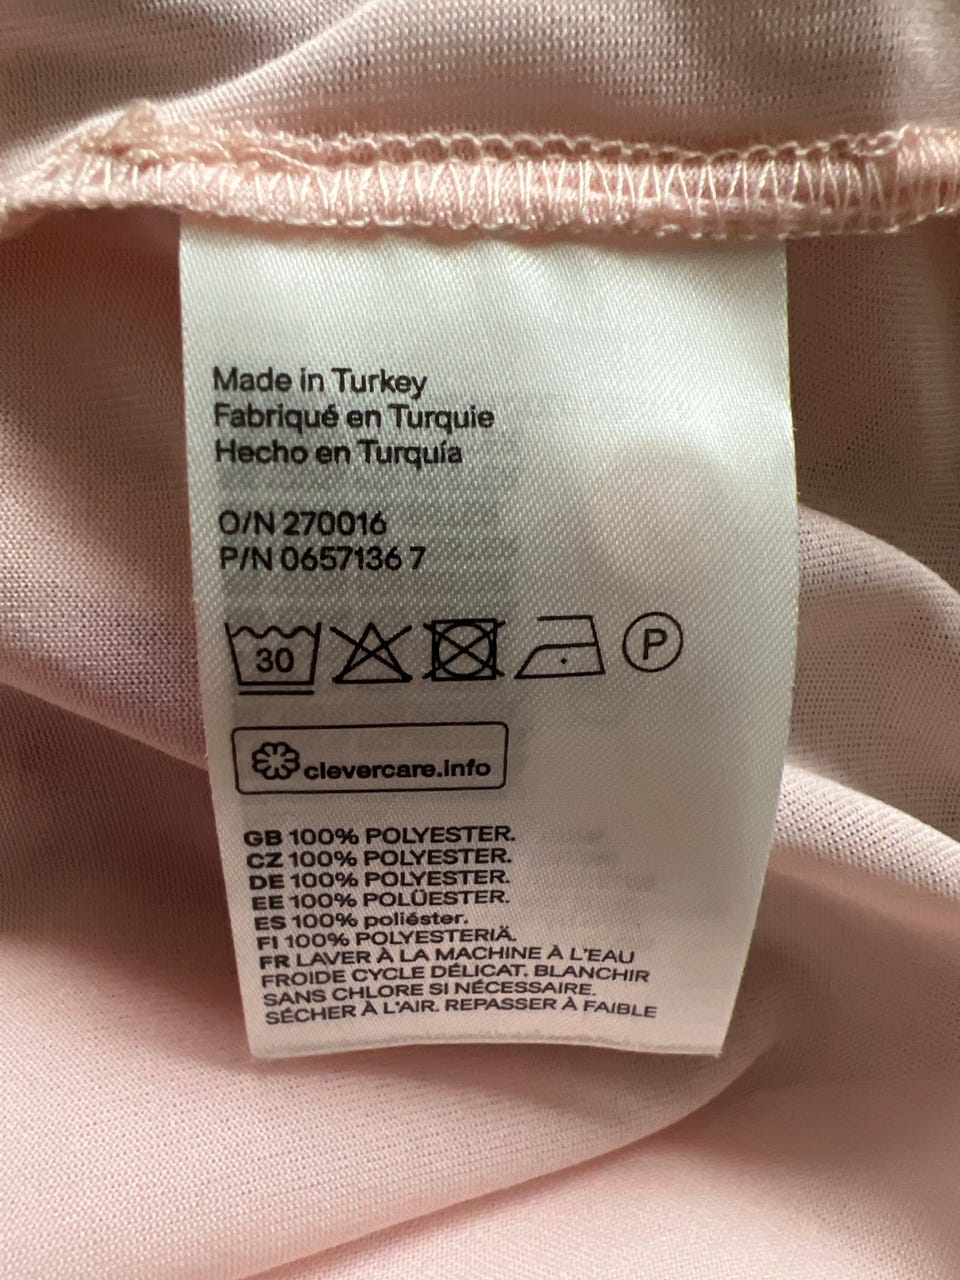 Made in Turkey
Fabriqué en Turquie
Hecho en Turquía
O/N 270016
P/N 0657136 7
30 P
clevercare.info
GB 100% POLYESTER.
CZ 100% POLYESTER.
DE 100% POLYESTER.
EE 100% POLÜESTER.
ES 100% poliéster.
FI 100% POLYESTERIÄ.
FR LAVER À LA MACHINE À L'EAU
FROIDE CYCLE DÉLICAT. BLANCHIR
SANS CHLORE SI NÉCESSAIRE.
SÉCHER À L'AIR. REPASSER À FAIBLE